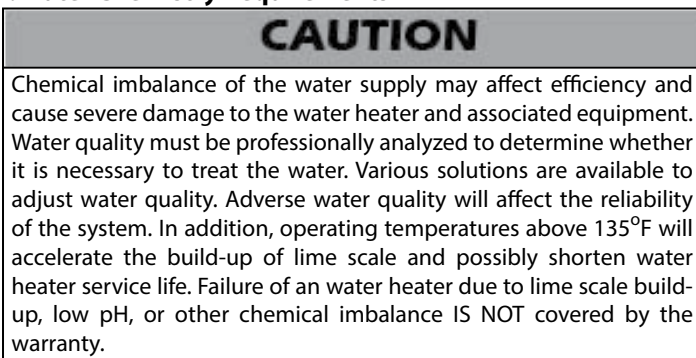 CAUTION
Chemical imbalance of the water supply may affect efficiency and
cause severe damage to the water heater and associated equipment.
Water quality must be professionally analyzed to determine whether
it is necessary to treat the water. Various solutions are available to
adjust water quality. Adverse water quality will affect the reliability
of the system. In addition, operating temperatures above 135°F will
accelerate the build-up of lime scale and possibly shorten water
heater service life. Failure of an water heater due to lime scale build-
up, low pH, or other chemical imbalance IS NOT covered by the
warranty.